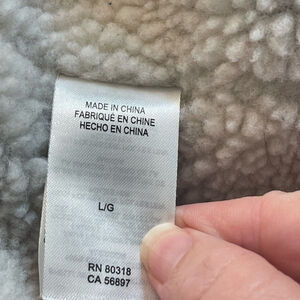 MADE IN CHINA
FABRIQUÉ EN CHINE
HECHO EN CHINA
L/G
RN 80318
CA 56897